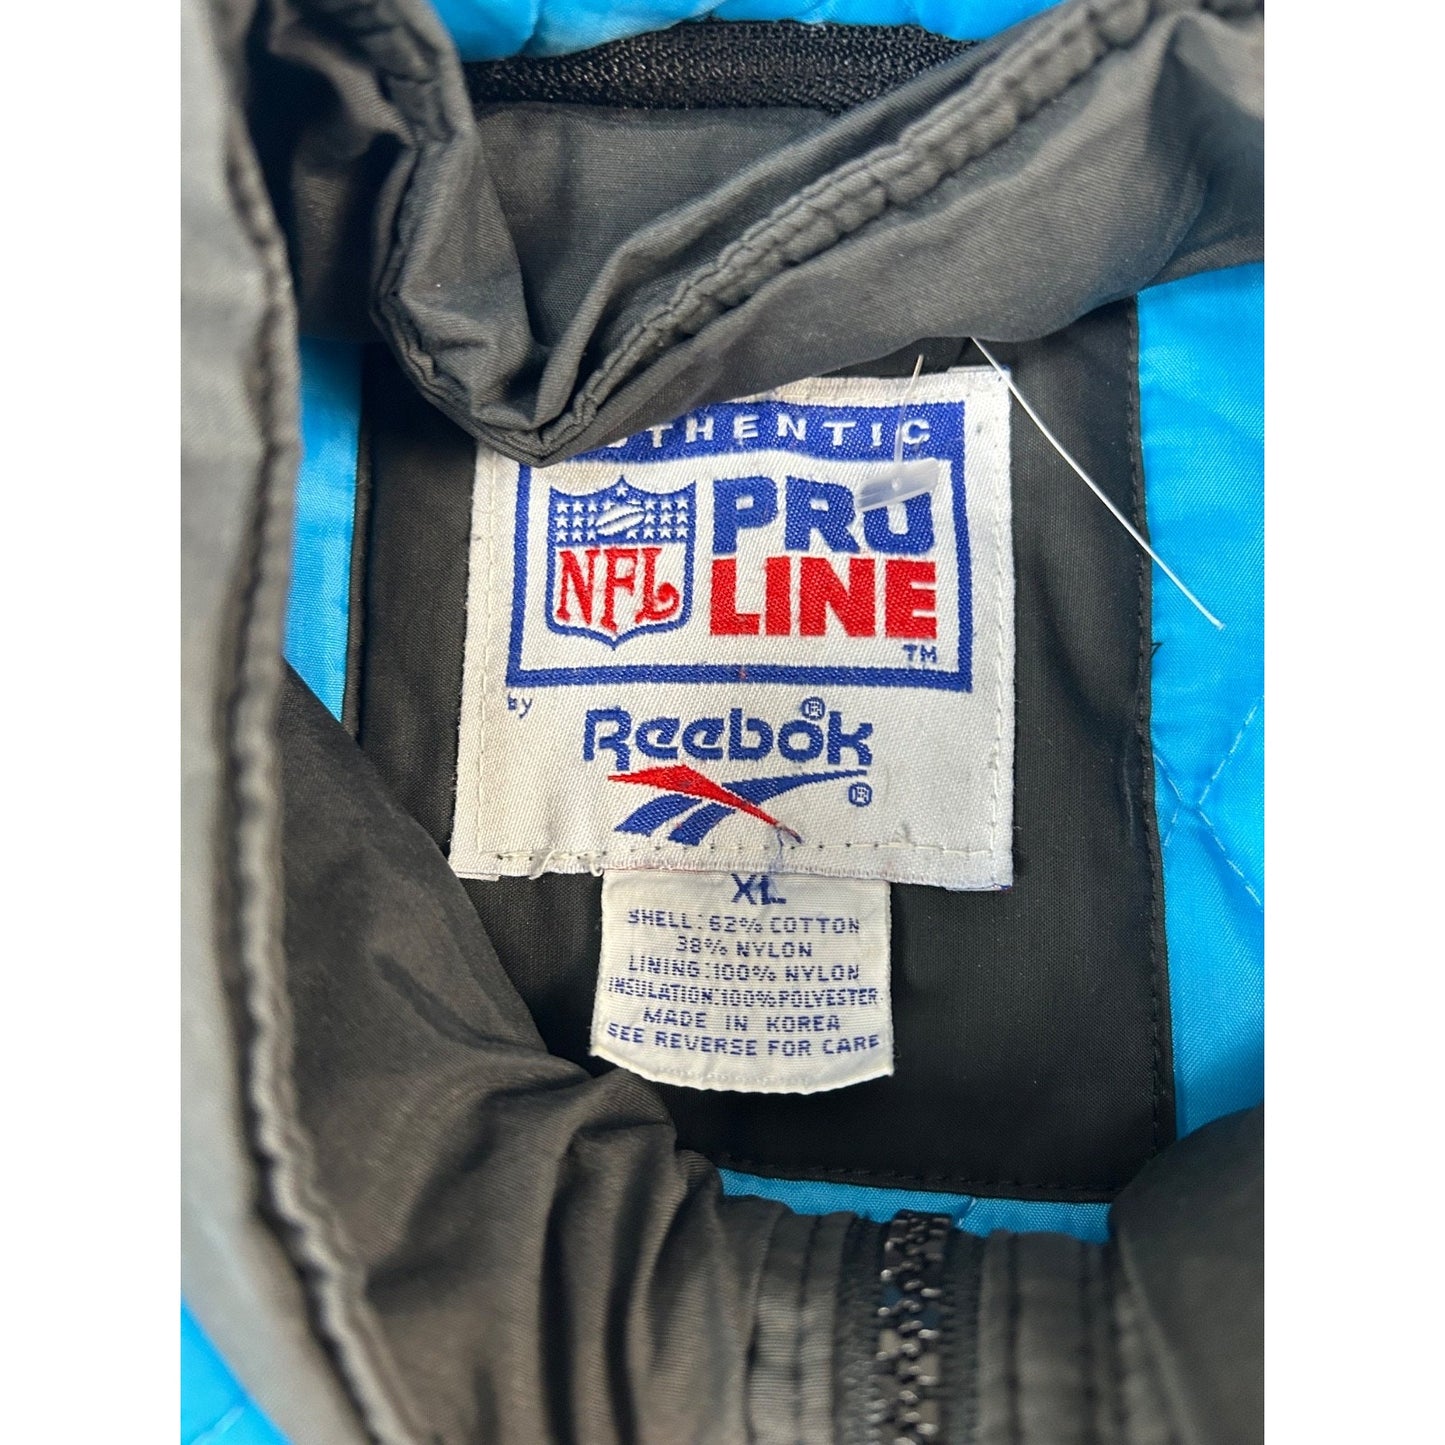 AUTHENTIC
NFL PRO
LINE
TM
by
Reebok ®
®
XL
SHELL: 62% COTTON
38% NYLON
LINING: 100% NYLON
INSULATION: 100% POLYESTER
MADE IN KOREA
SEE REVERSE FOR CARE